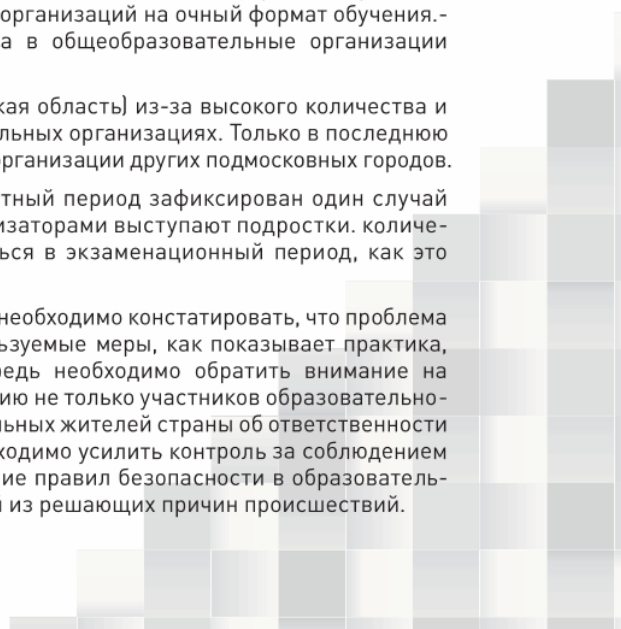 организаций на очный формат обучения.-
а в общеобразовательные организации
кая область) из-за высокого количества и
льных организациях. Только в последнюю
организации других подмосковных городов.
тный период зафиксирован один случай
изаторами выступают подростки. количе-
ься в экзаменационный период, как это
необходимо констатировать, что проблема
ьзуемые меры, как показывает практика,
редь необходимо обратить внимание на
ию не только участников образовательно-
льных жителей страны об ответственности
ходимо усилить контроль за соблюдением
ие правил безопасности в образователь-
й из решающих причин происшествий.